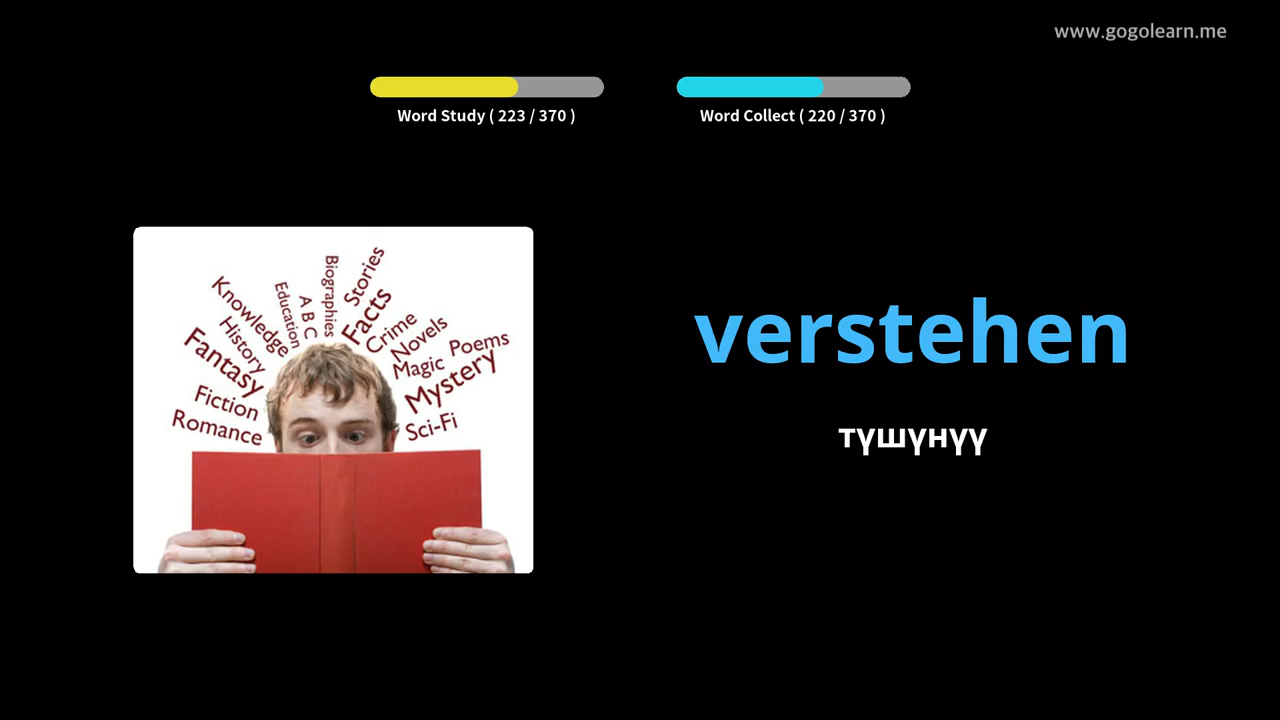 www.gogolearn.me
Word Study ( 223 / 370 )
Word Collect ( 220 / 370 )
Knowledge
Education
A B C
Biographies
Stories
Facts
Crime
Novels
Poems
Magic
Mystery
Sci-Fi
History
Fantasy
Fiction
Romance
verstehen
түшүнүү